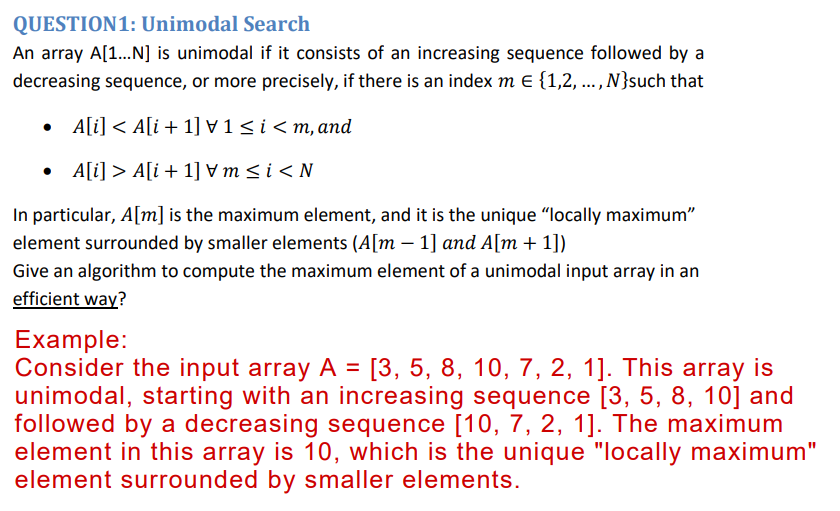 QUESTION1: Unimodal Search
An array A[1...N] is unimodal if it consists of an increasing sequence followed by a
decreasing sequence, or more precisely, if there is an index m ∈ {1,2, … , N}such that
• A[i] < A[i + 1] ∀ 1 ≤ i < m, and
• A[i] > A[i + 1] ∀ m ≤ i < N
In particular, A[m] is the maximum element, and it is the unique “locally maximum”
element surrounded by smaller elements (A[m − 1] and A[m + 1])
Give an algorithm to compute the maximum element of a unimodal input array in an
efficient way?
Example:
Consider the input array A = [3, 5, 8, 10, 7, 2, 1]. This array is
unimodal, starting with an increasing sequence [3, 5, 8, 10] and
followed by a decreasing sequence [10, 7, 2, 1]. The maximum
element in this array is 10, which is the unique "locally maximum"
element surrounded by smaller elements.